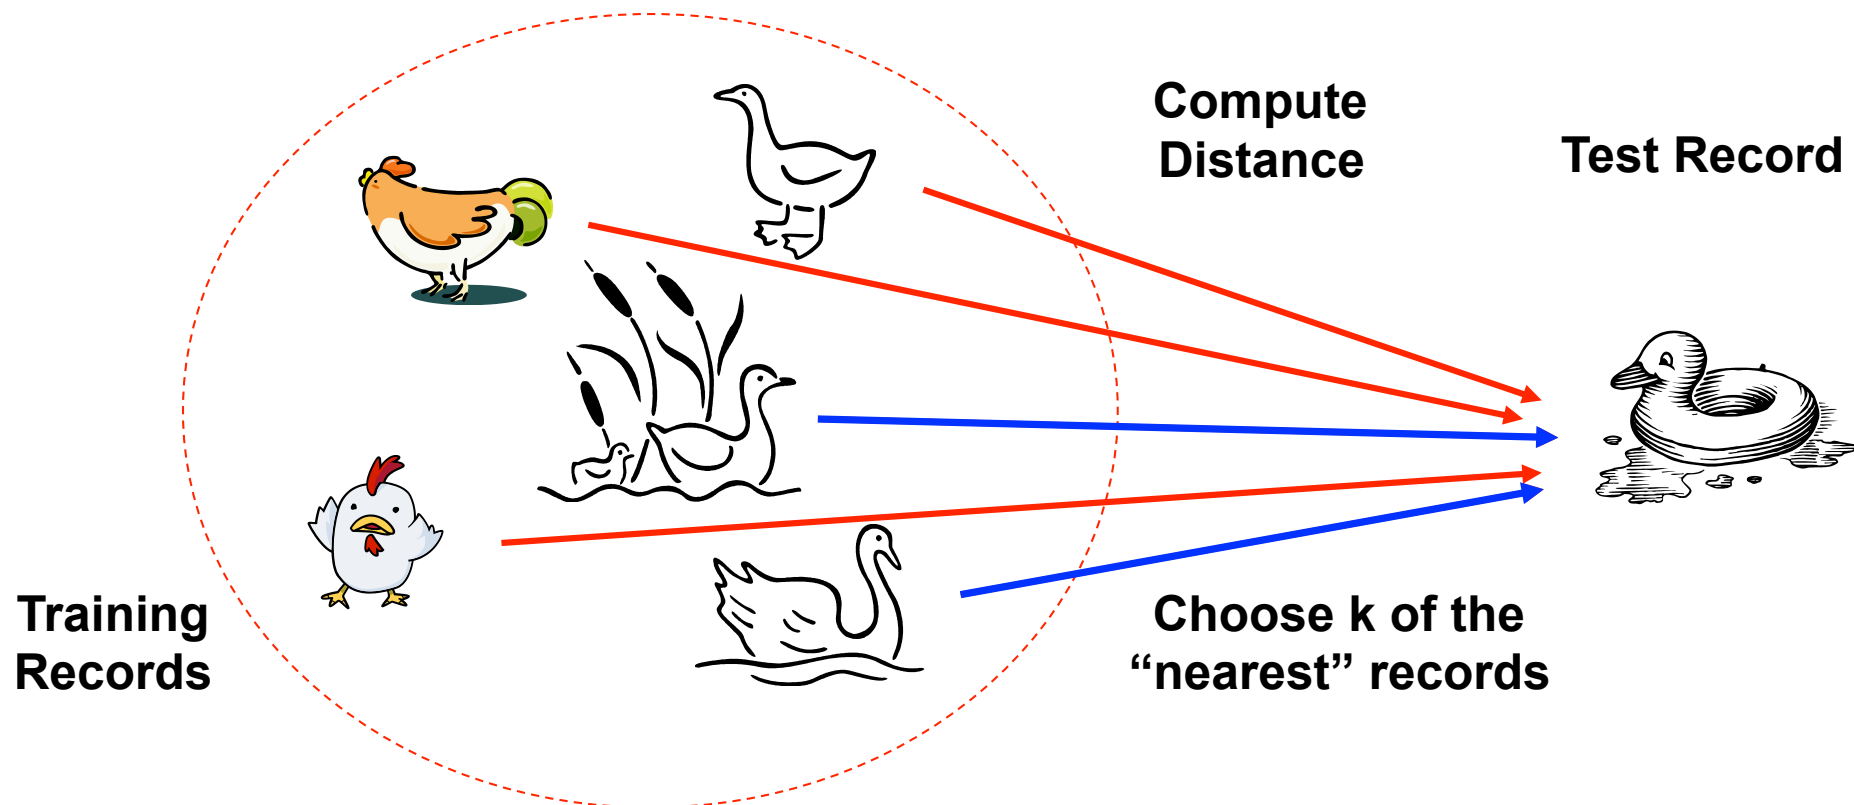 Compute
Distance
Test Record
Training
Records
Choose k of the
“nearest” records